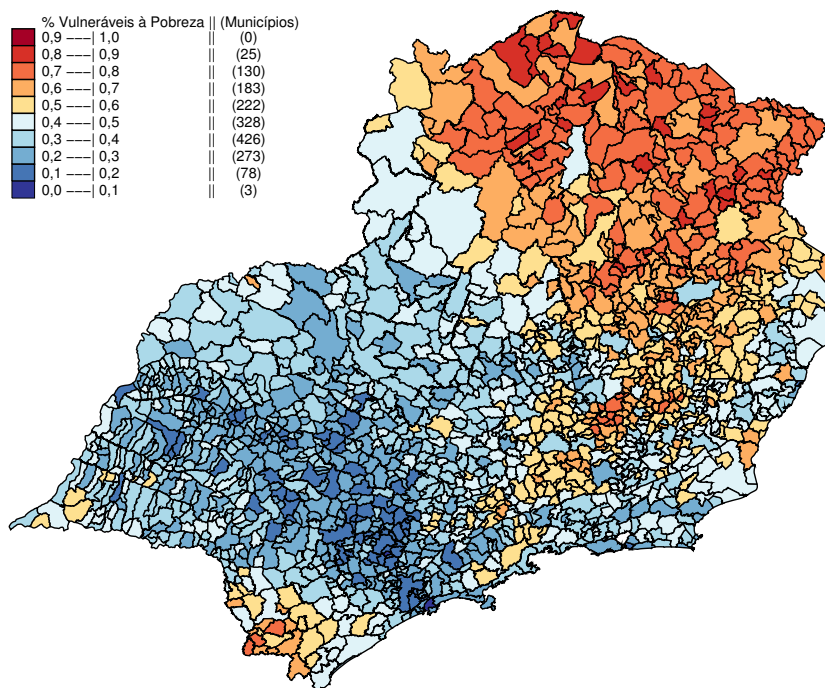 % Vulneráveis à Pobreza || (Municípios)
0,9 −−−| 1,0 || (0)
0,8 −−−| 0,9 || (25)
0,7 −−−| 0,8 || (130)
0,6 −−−| 0,7 || (183)
0,5 −−−| 0,6 || (222)
0,4 −−−| 0,5 || (328)
0,3 −−−| 0,4 || (426)
0,2 −−−| 0,3 || (273)
0,1 −−−| 0,2 || (78)
0,0 −−−| 0,1 || (3)